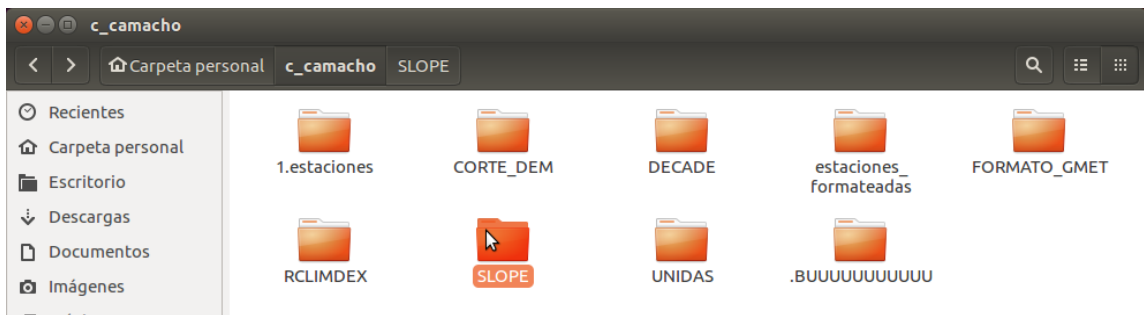 c_camacho
Carpeta personal c_camacho SLOPE
Recientes
Carpeta personal
Escritorio
Descargas
Documentos
Imágenes
1.estaciones CORTE_DEM DECADE estaciones_ FORMATO_GMET
formateadas
RCLIMDEX SLOPE UNIDAS .BUUUUUUUUUUU